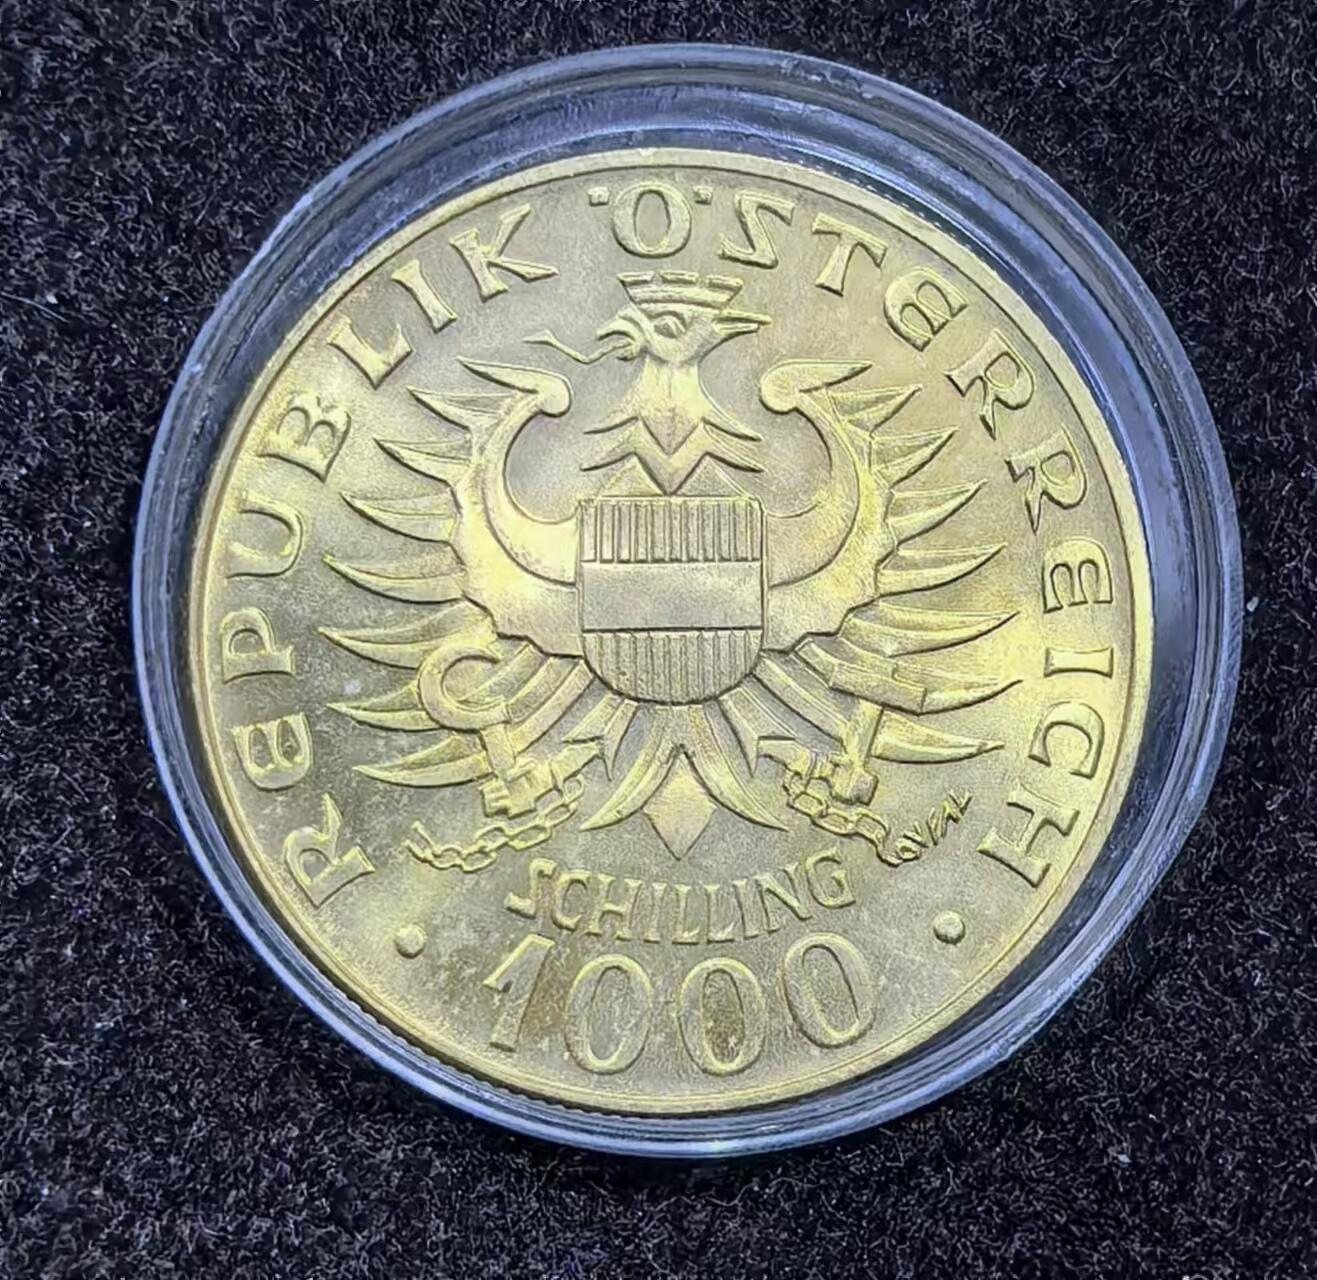 REPUBLIK ÖSTERREICH
SCHILLING
1000